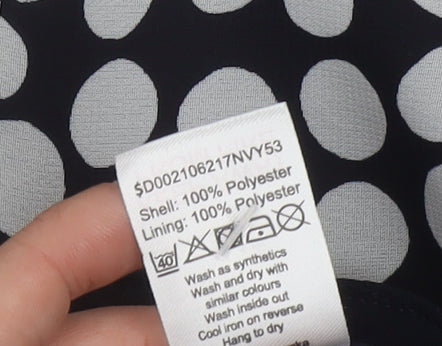 $D002106217NVY53
Shell: 100% Polyester
Lining: 100% Polyester
40
Wash as synthetics
Wash and dry with
similar colours
Wash inside out
Cool iron on reverse
Hang to dry